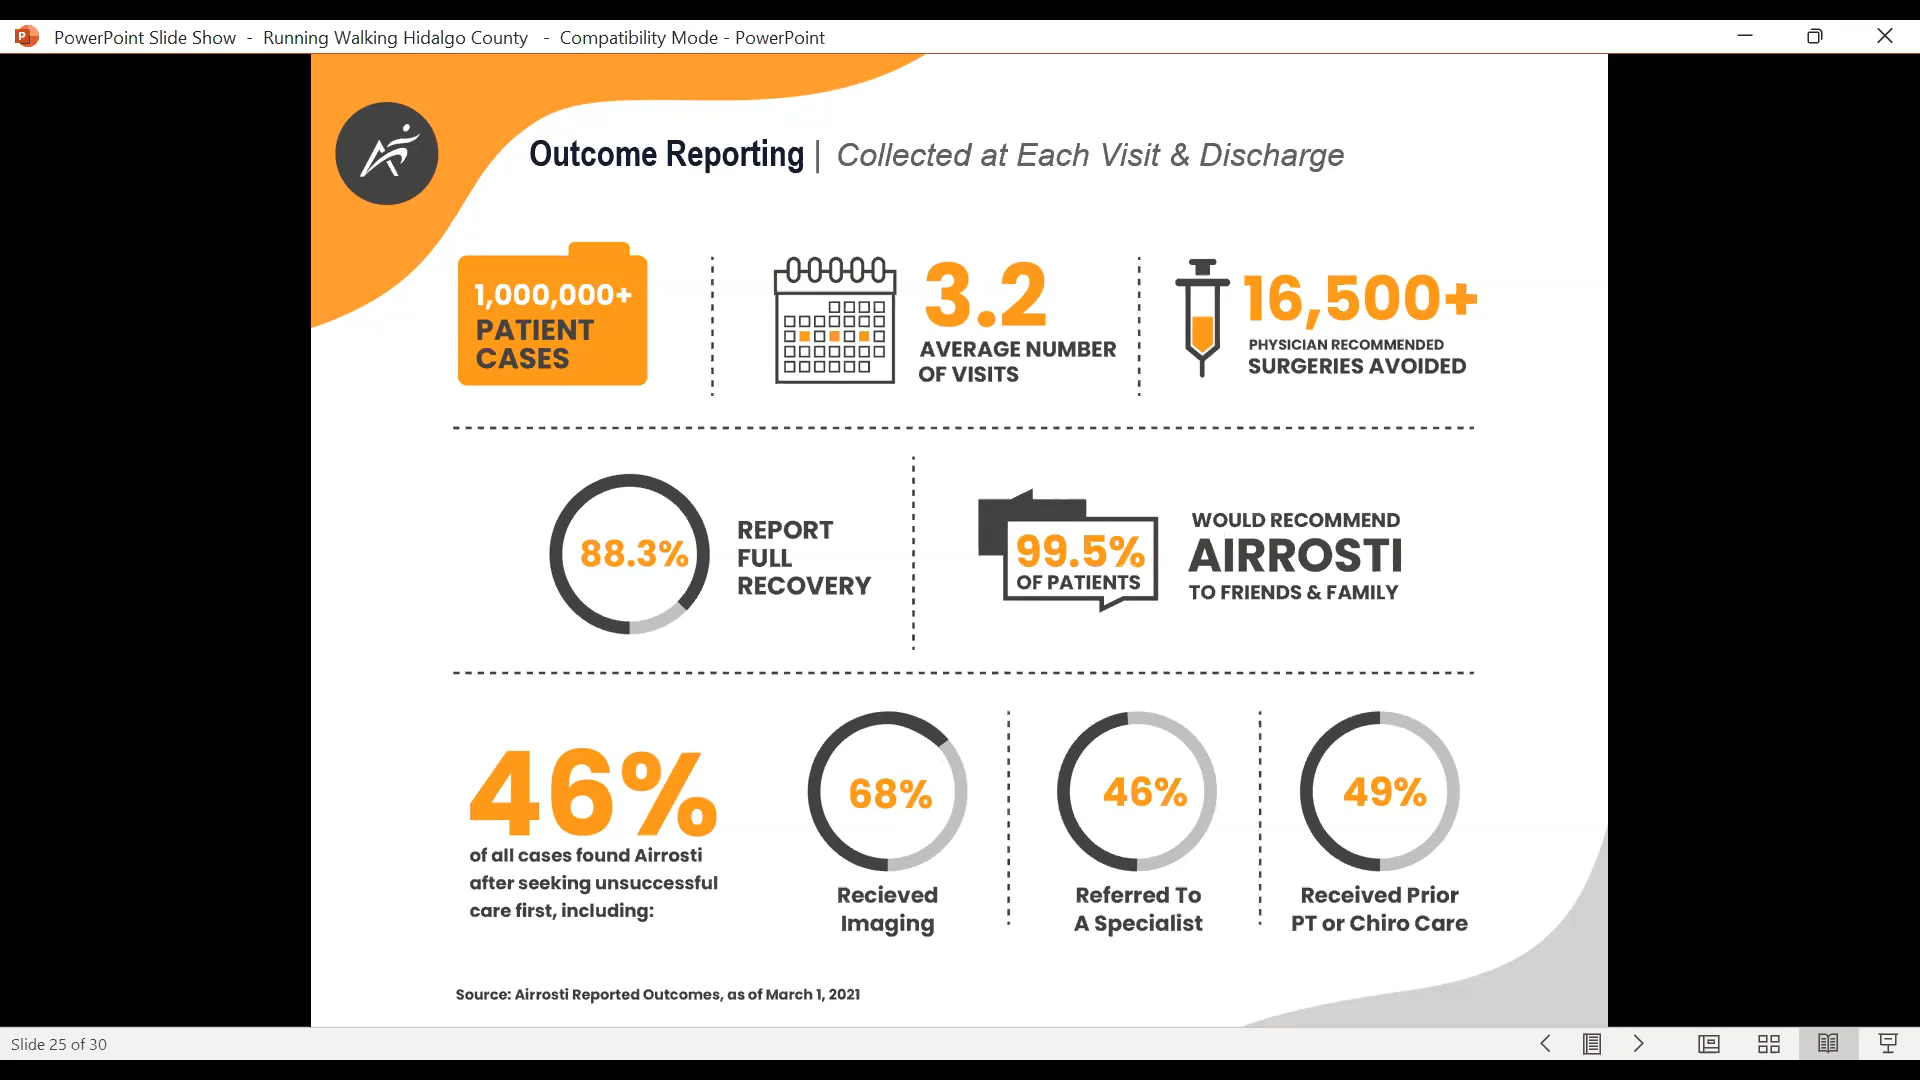 PowerPoint Slide Show - Running Walking Hidalgo County - Compatibility Mode - PowerPoint
Outcome Reporting | Collected at Each Visit & Discharge
1,000,000+
PATIENT
CASES
3.2
AVERAGE NUMBER
OF VISITS
16,500+
PHYSICIAN RECOMMENDED
SURGERIES AVOIDED
88.3%
REPORT
FULL
RECOVERY
99.5%
OF PATIENTS
WOULD RECOMMEND
AIRROSTI
TO FRIENDS & FAMILY
46%
of all cases found Airrosti
after seeking unsuccessful
care first, including:
68%
Recieved
Imaging
46%
Referred To
A Specialist
49%
Received Prior
PT or Chiro Care
Source: Airrosti Reported Outcomes, as of March 1, 2021
Slide 25 of 30